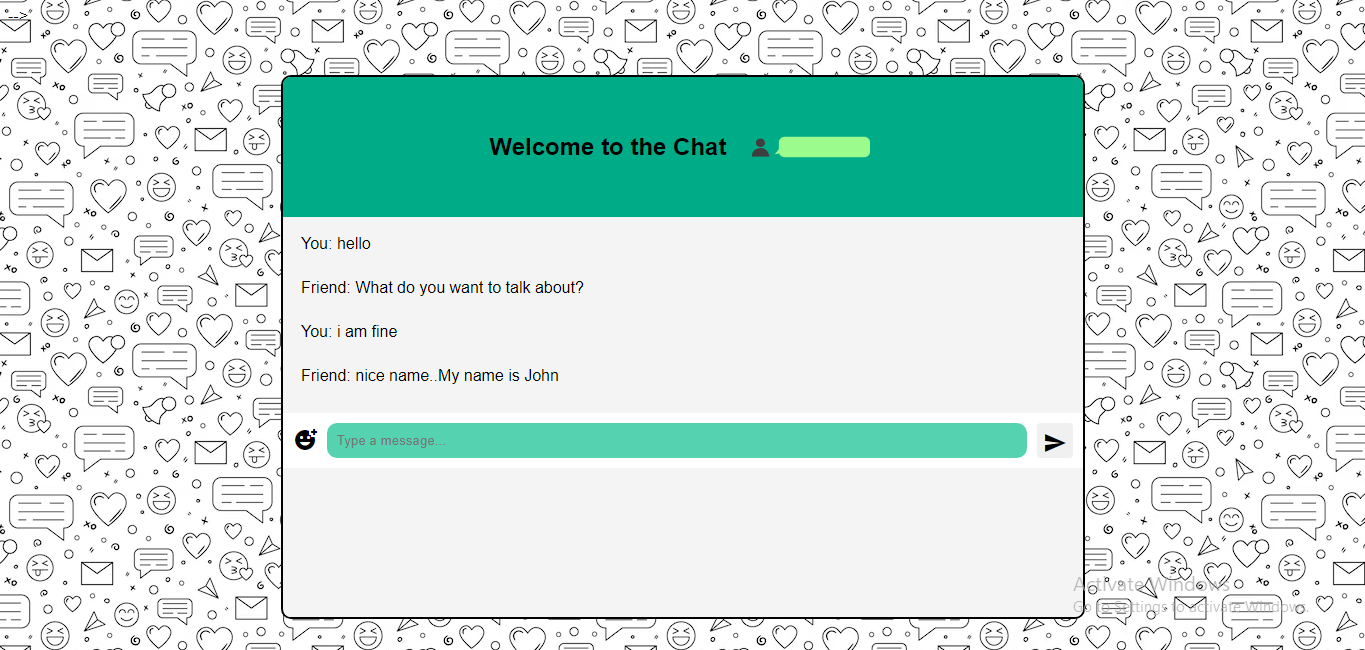 -->
Welcome to the Chat
You: hello
Friend: What do you want to talk about?
You: i am fine
Friend: nice name..My name is John
Type a message...
Activate Windows
Go to Settings to activate Windows.